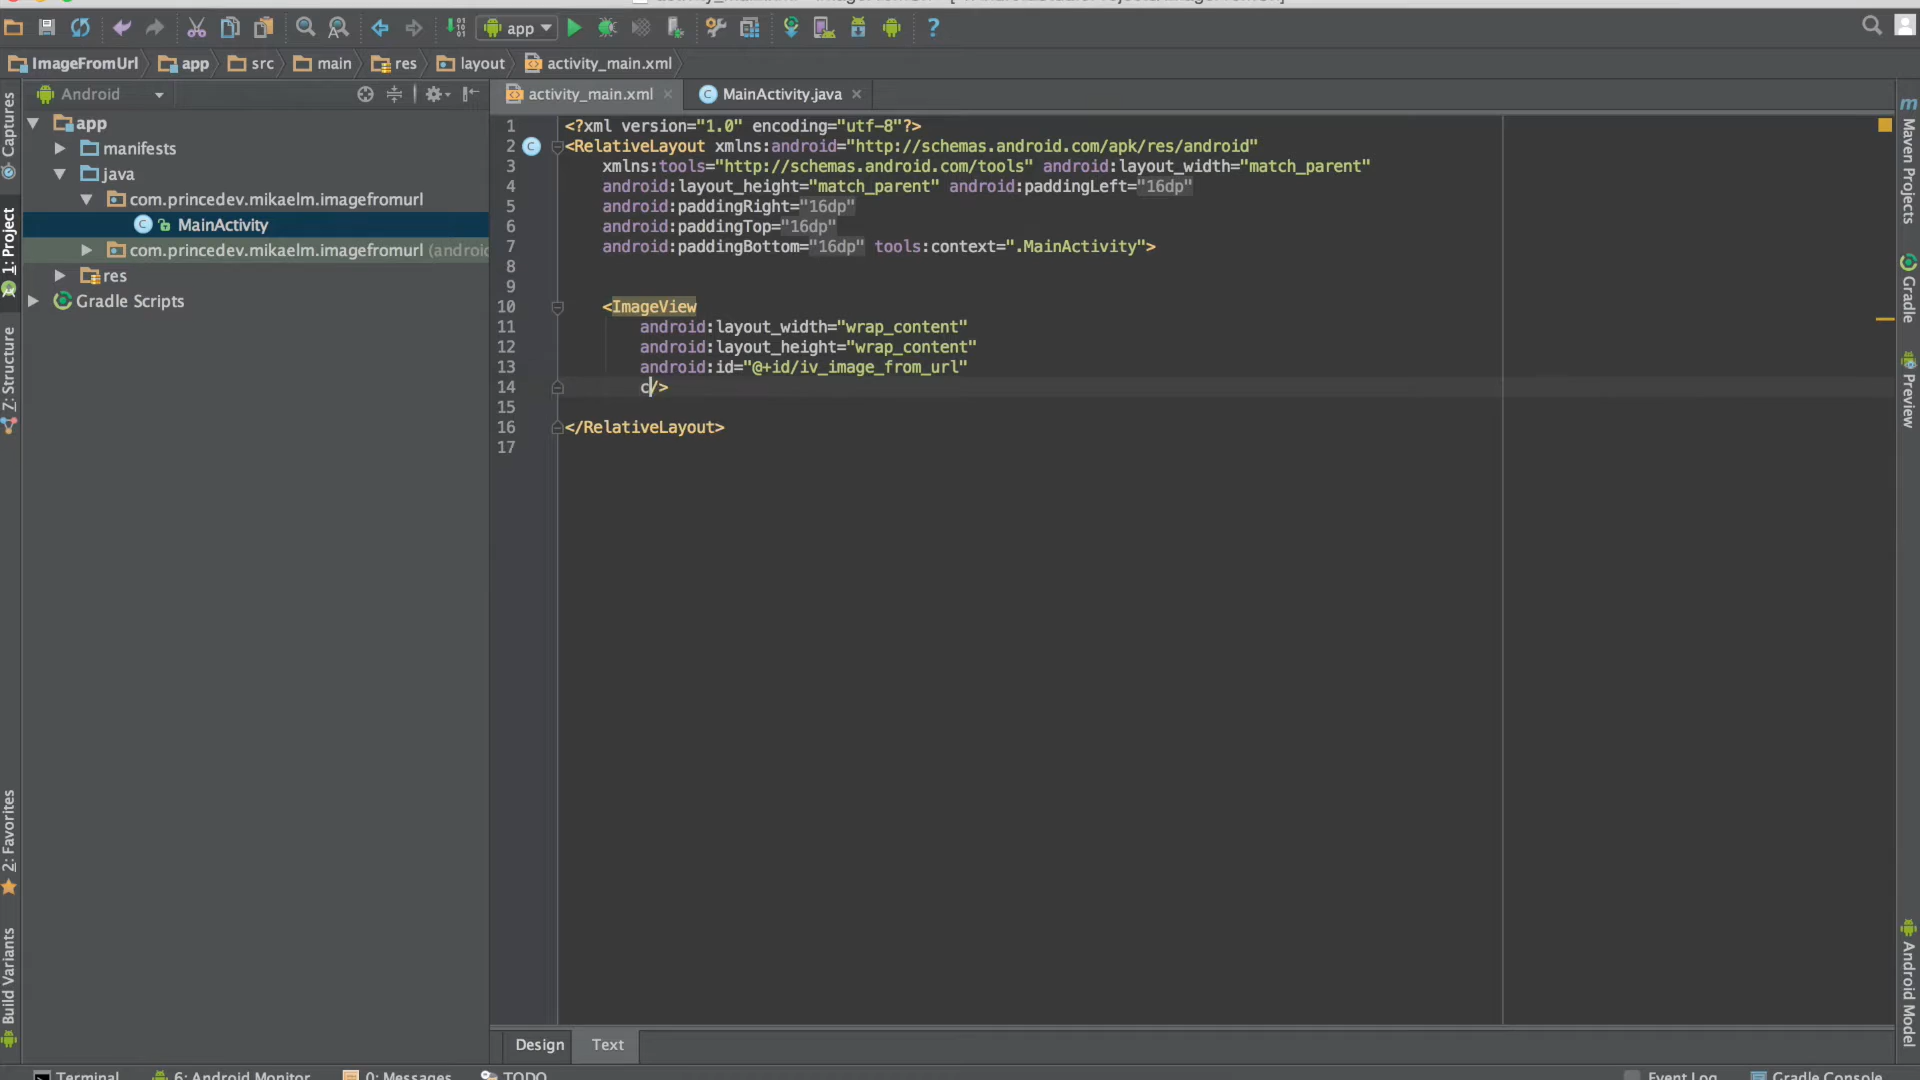 app
?
ImageFromUrl app src main res layout activity_main.xml
Android
app
manifests
java
com.princedev.mikaelm.imagefromurl
MainActivity
com.princedev.mikaelm.imagefromurl (androic
res
Gradle Scripts
activity_main.xml MainActivity.java
1 <?xml version="1.0" encoding="utf-8"?>
2 <RelativeLayout xmlns:android="http://schemas.android.com/apk/res/android"
3 xmlns:tools="http://schemas.android.com/tools" android:layout_width="match_parent"
4 android:layout_height="match_parent" android:paddingLeft="16dp"
5 android:paddingRight="16dp"
6 android:paddingTop="16dp"
7 android:paddingBottom="16dp" tools:context=".MainActivity">
8
9
10 <ImageView
11 android:layout_width="wrap_content"
12 android:layout_height="wrap_content"
13 android:id="@+id/iv_image_from_url"
14 c/>
15
16 </RelativeLayout>
17
Design Text
Captures
1: Project
7: Structure
2: Favorites
Build Variants
Maven Projects
Gradle
Preview
Android Model
Terminal 6: Android Monitor 0: Messages TODO Event Log Gradle Console